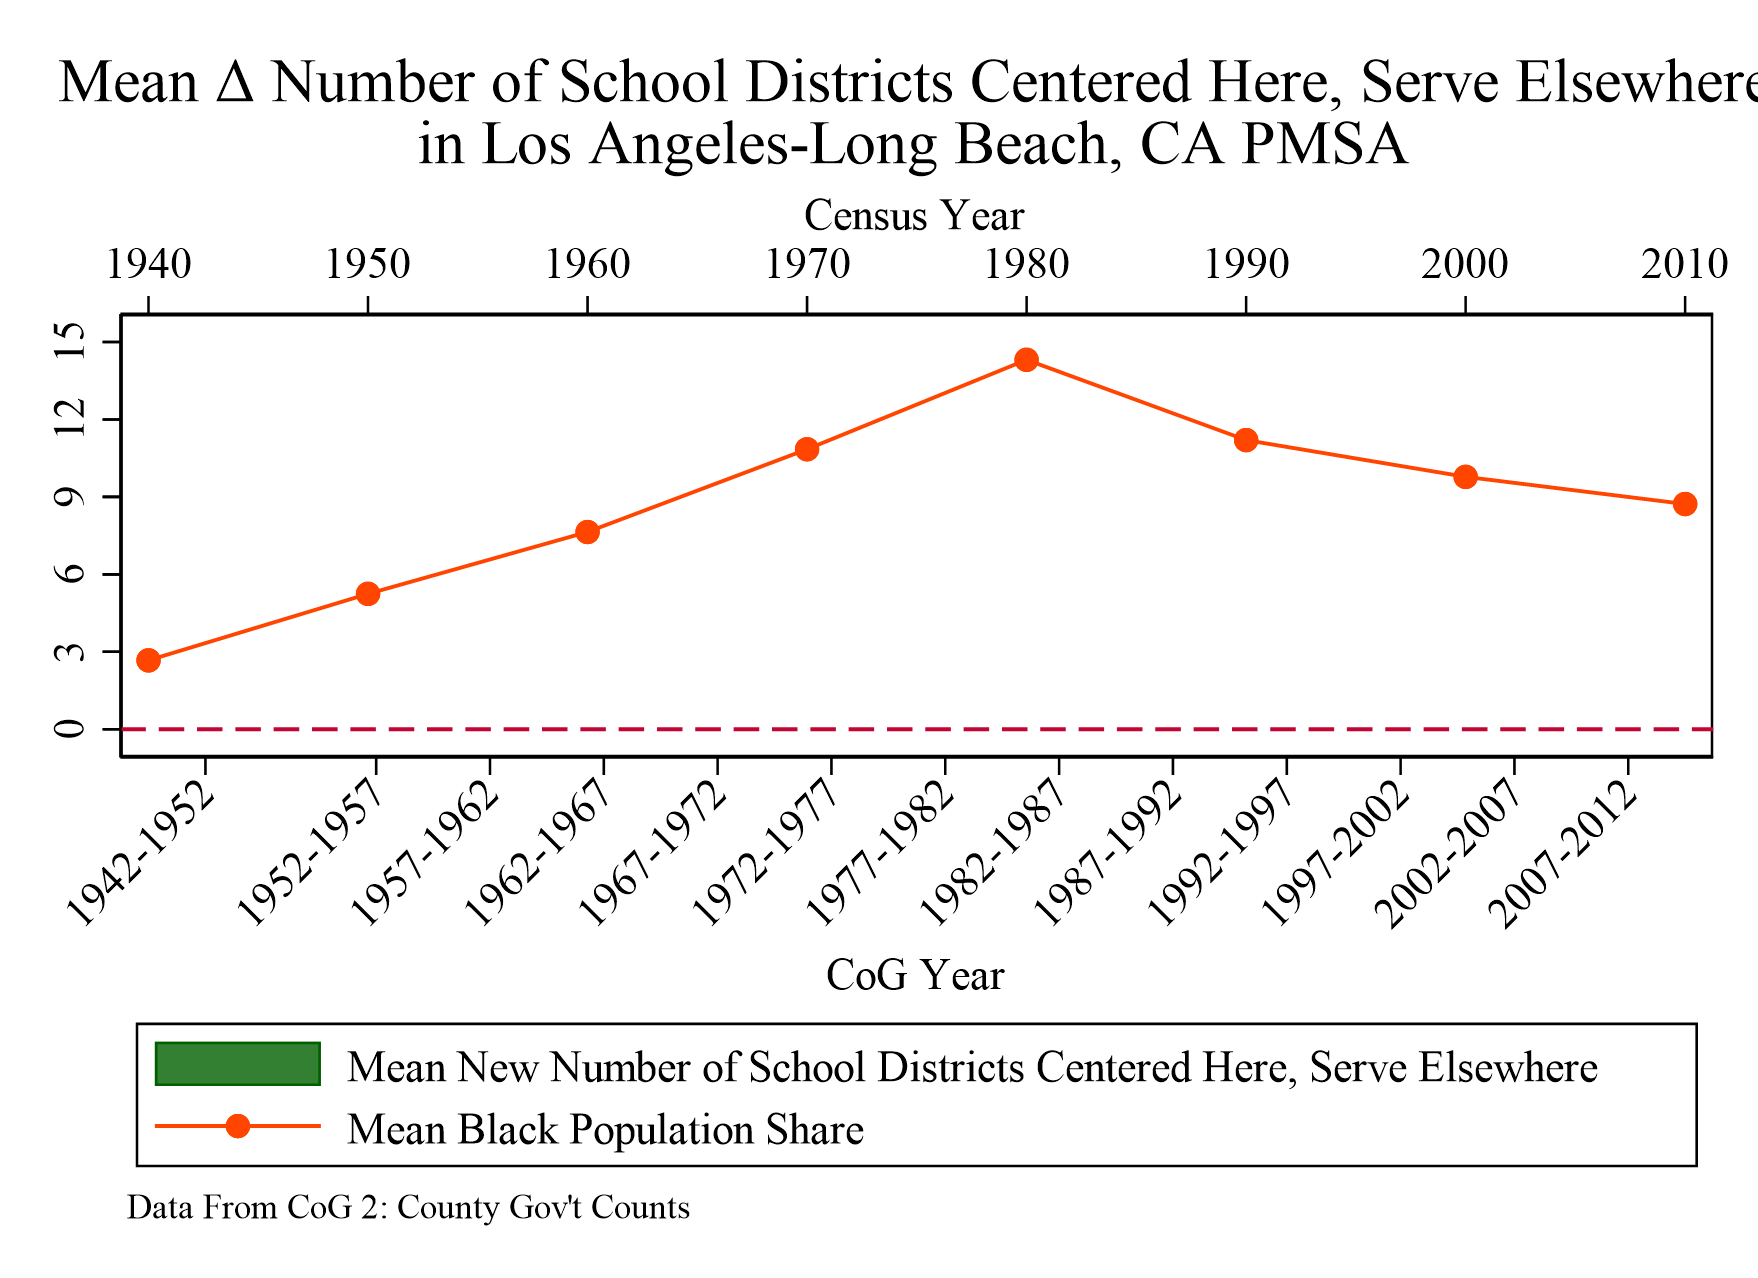 Mean Δ Number of School Districts Centered Here, Serve Elsewhere
in Los Angeles-Long Beach, CA PMSA
Census Year
1940 1950 1960 1970 1980 1990 2000 2010
15
12
9
6
3
0
1942-1952 1952-1957 1957-1962 1962-1967 1967-1972 1972-1977 1977-1982 1982-1987 1987-1992 1992-1997 1997-2002 2002-2007 2007-2012
CoG Year
Mean New Number of School Districts Centered Here, Serve Elsewhere
Mean Black Population Share
Data From CoG 2: County Gov't Counts